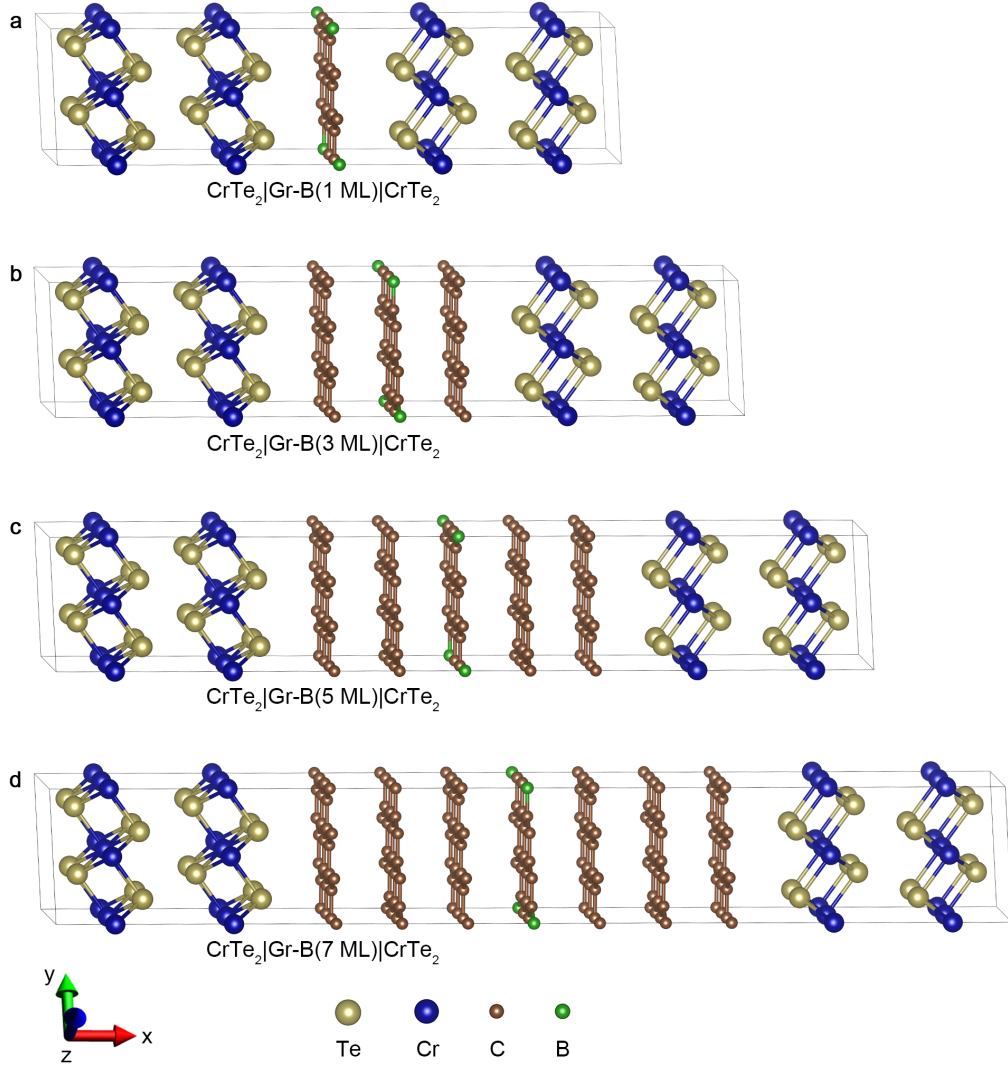 a
CrTe₂|Gr-B(1 ML)|CrTe₂
b
CrTe₂|Gr-B(3 ML)|CrTe₂
c
CrTe₂|Gr-B(5 ML)|CrTe₂
d
CrTe₂|Gr-B(7 ML)|CrTe₂
y
x
z
Te Cr C B